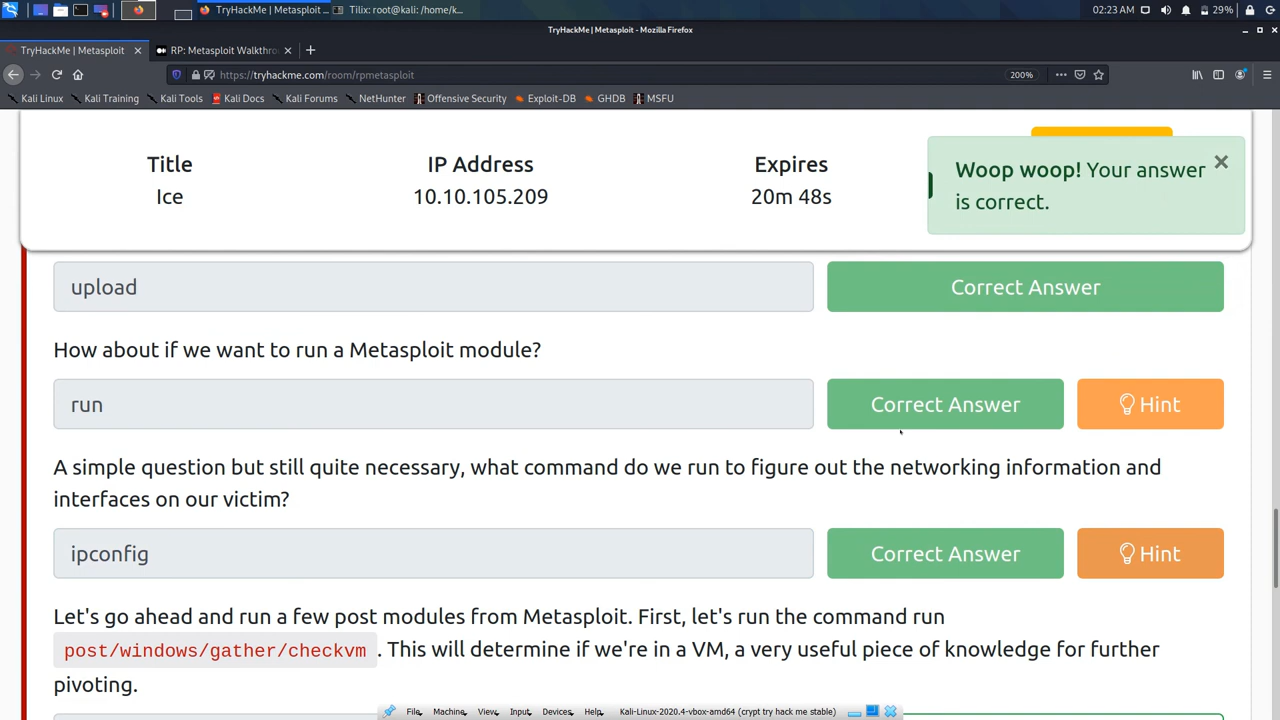 TryHackMe | Metasploit ...
Tilix: root@kali: /home/k...
02:23 AM
29%
TryHackMe | Metasploit - Mozilla Firefox
TryHackMe | Metasploit
RP: Metasploit Walkthro
https://tryhackme.com/room/rpmetasploit
200%
Kali Linux
Kali Training
Kali Tools
Kali Docs
Kali Forums
NetHunter
Offensive Security
Exploit-DB
GHDB
MSFU
Title
IP Address
Expires
Ice
10.10.105.209
20m 48s
Woop woop! Your answer
is correct.
upload
Correct Answer
How about if we want to run a Metasploit module?
run
Correct Answer
Hint
A simple question but still quite necessary, what command do we run to figure out the networking information and
interfaces on our victim?
ipconfig
Correct Answer
Hint
Let's go ahead and run a few post modules from Metasploit. First, let's run the command run
post/windows/gather/checkvm . This will determine if we're in a VM, a very useful piece of knowledge for further
pivoting.
File Machine View Input Devices Help Kali-Linux-2020.4-vbox-amd64 (crypt try hack me stable)